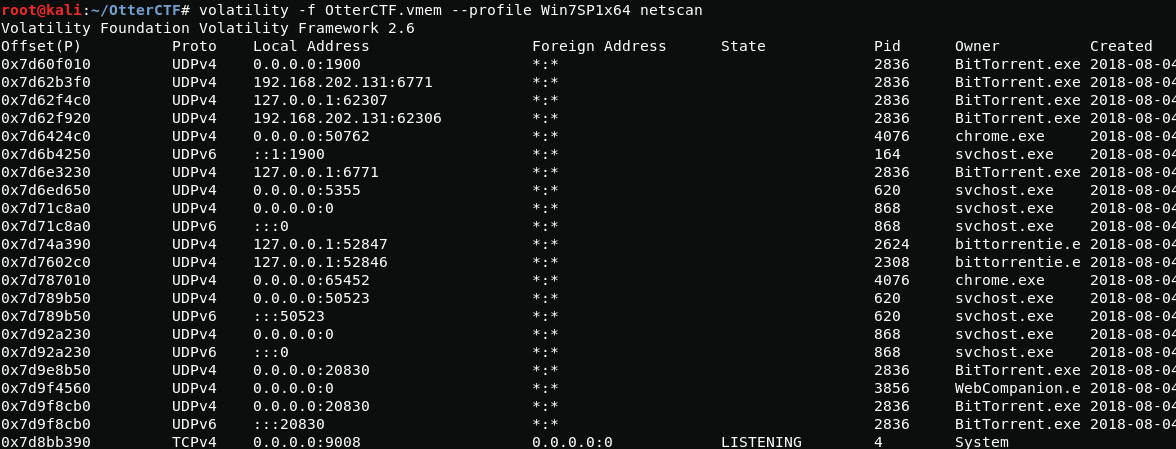 root@kali:~/OtterCTF# volatility -f OtterCTF.vmem --profile Win7SP1x64 netscan
Volatility Foundation Volatility Framework 2.6
Offset(P) Proto Local Address Foreign Address State Pid Owner Created
0x7d60f010 UDPv4 0.0.0.0:1900 *:* 2836 BitTorrent.exe 2018-08-04
0x7d62b3f0 UDPv4 192.168.202.131:6771 *:* 2836 BitTorrent.exe 2018-08-04
0x7d62f4c0 UDPv4 127.0.0.1:62307 *:* 2836 BitTorrent.exe 2018-08-04
0x7d62f920 UDPv4 192.168.202.131:62306 *:* 2836 BitTorrent.exe 2018-08-04
0x7d6424c0 UDPv4 0.0.0.0:50762 *:* 4076 chrome.exe 2018-08-04
0x7d6b4250 UDPv6 ::1:1900 *:* 164 svchost.exe 2018-08-04
0x7d6e3230 UDPv4 127.0.0.1:6771 *:* 2836 BitTorrent.exe 2018-08-04
0x7d6ed650 UDPv4 0.0.0.0:5355 *:* 620 svchost.exe 2018-08-04
0x7d71c8a0 UDPv4 0.0.0.0:0 *:* 868 svchost.exe 2018-08-04
0x7d71c8a0 UDPv6 :::0 *:* 868 svchost.exe 2018-08-04
0x7d74a390 UDPv4 127.0.0.1:52847 *:* 2624 bittorrentie.e 2018-08-04
0x7d7602c0 UDPv4 127.0.0.1:52846 *:* 2308 bittorrentie.e 2018-08-04
0x7d787010 UDPv4 0.0.0.0:65452 *:* 4076 chrome.exe 2018-08-04
0x7d789b50 UDPv4 0.0.0.0:50523 *:* 620 svchost.exe 2018-08-04
0x7d789b50 UDPv6 :::50523 *:* 620 svchost.exe 2018-08-04
0x7d92a230 UDPv4 0.0.0.0:0 *:* 868 svchost.exe 2018-08-04
0x7d92a230 UDPv6 :::0 *:* 868 svchost.exe 2018-08-04
0x7d9e8b50 UDPv4 0.0.0.0:20830 *:* 2836 BitTorrent.exe 2018-08-04
0x7d9f4560 UDPv4 0.0.0.0:0 *:* 3856 WebCompanion.e 2018-08-04
0x7d9f8cb0 UDPv4 0.0.0.0:20830 *:* 2836 BitTorrent.exe 2018-08-04
0x7d9f8cb0 UDPv6 :::20830 *:* 2836 BitTorrent.exe 2018-08-04
0x7d8bb390 TCPv4 0.0.0.0:9008 0.0.0.0:0 LISTENING 4 System